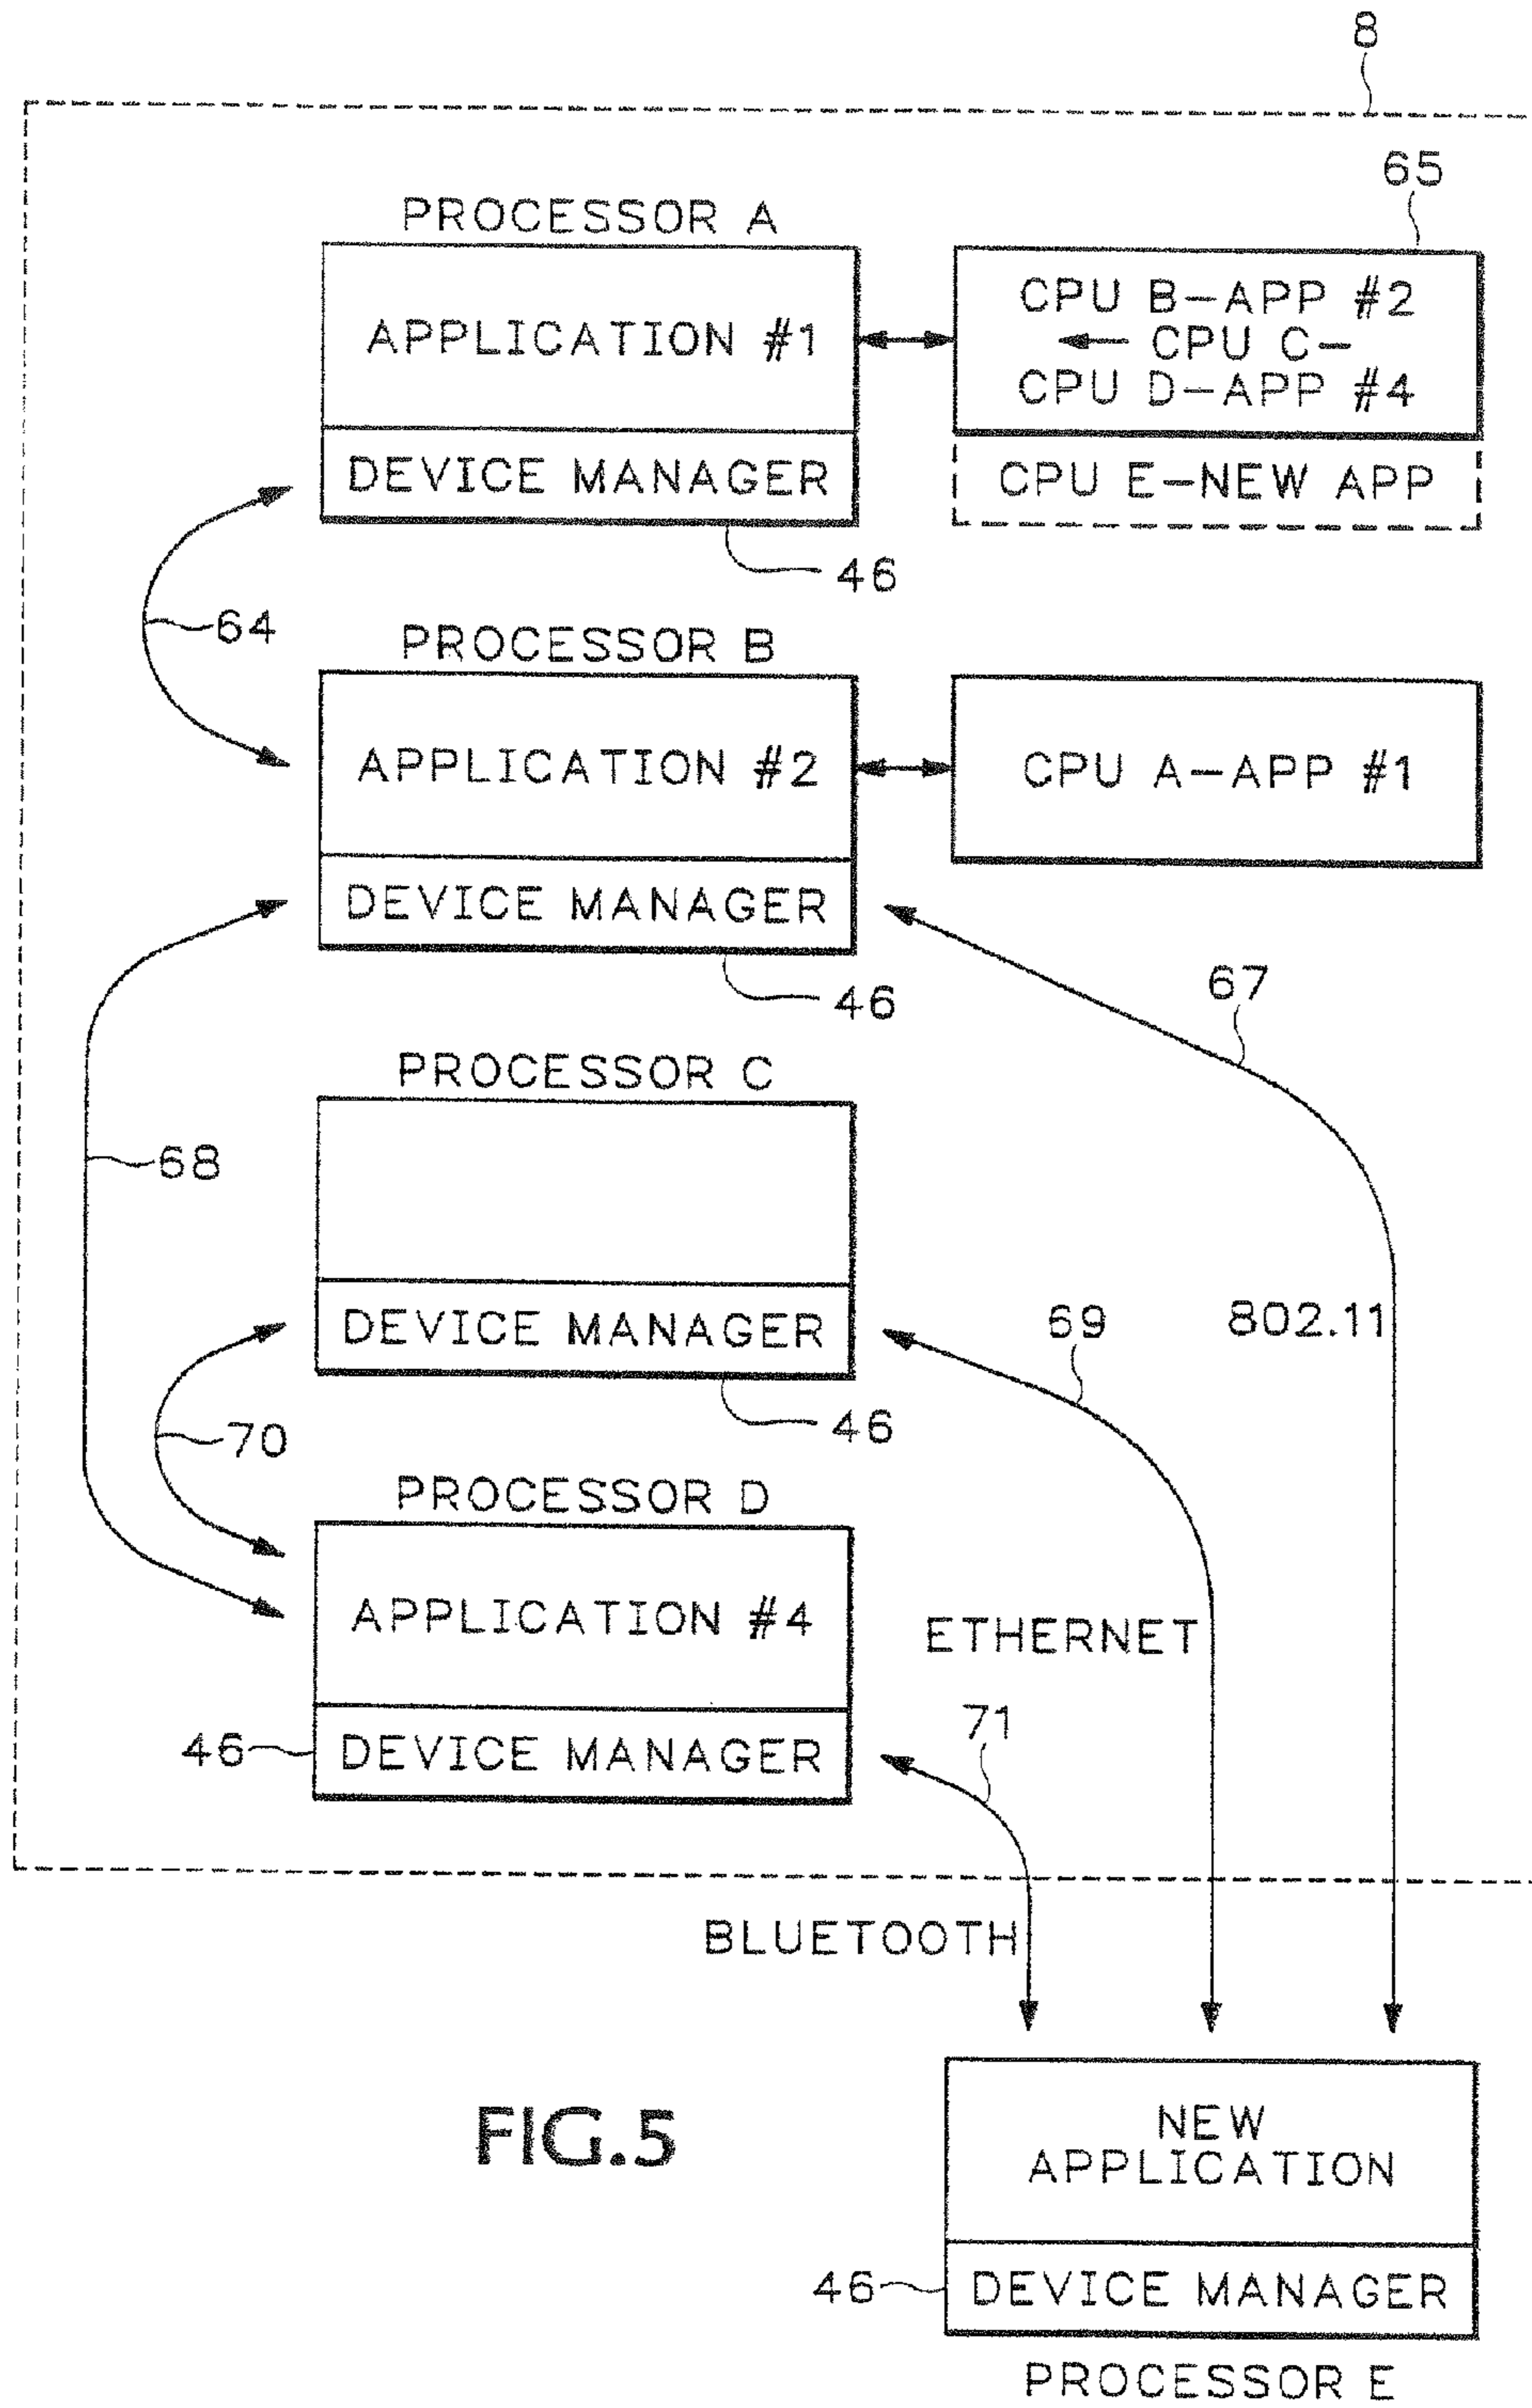 8
65
PROCESSOR A
APPLICATION #1
DEVICE MANAGER
CPU B-APP #2
← CPU C-
CPU D-APP #4
CPU E-NEW APP
46
64
PROCESSOR B
APPLICATION #2
DEVICE MANAGER
CPU A-APP #1
46
67
PROCESSOR C
68
DEVICE MANAGER
69
802.11
46
70
PROCESSOR D
APPLICATION #4
ETHERNET
46
DEVICE MANAGER
71
BLUETOOTH
FIG.5
NEW
APPLICATION
46
DEVICE MANAGER
PROCESSOR E